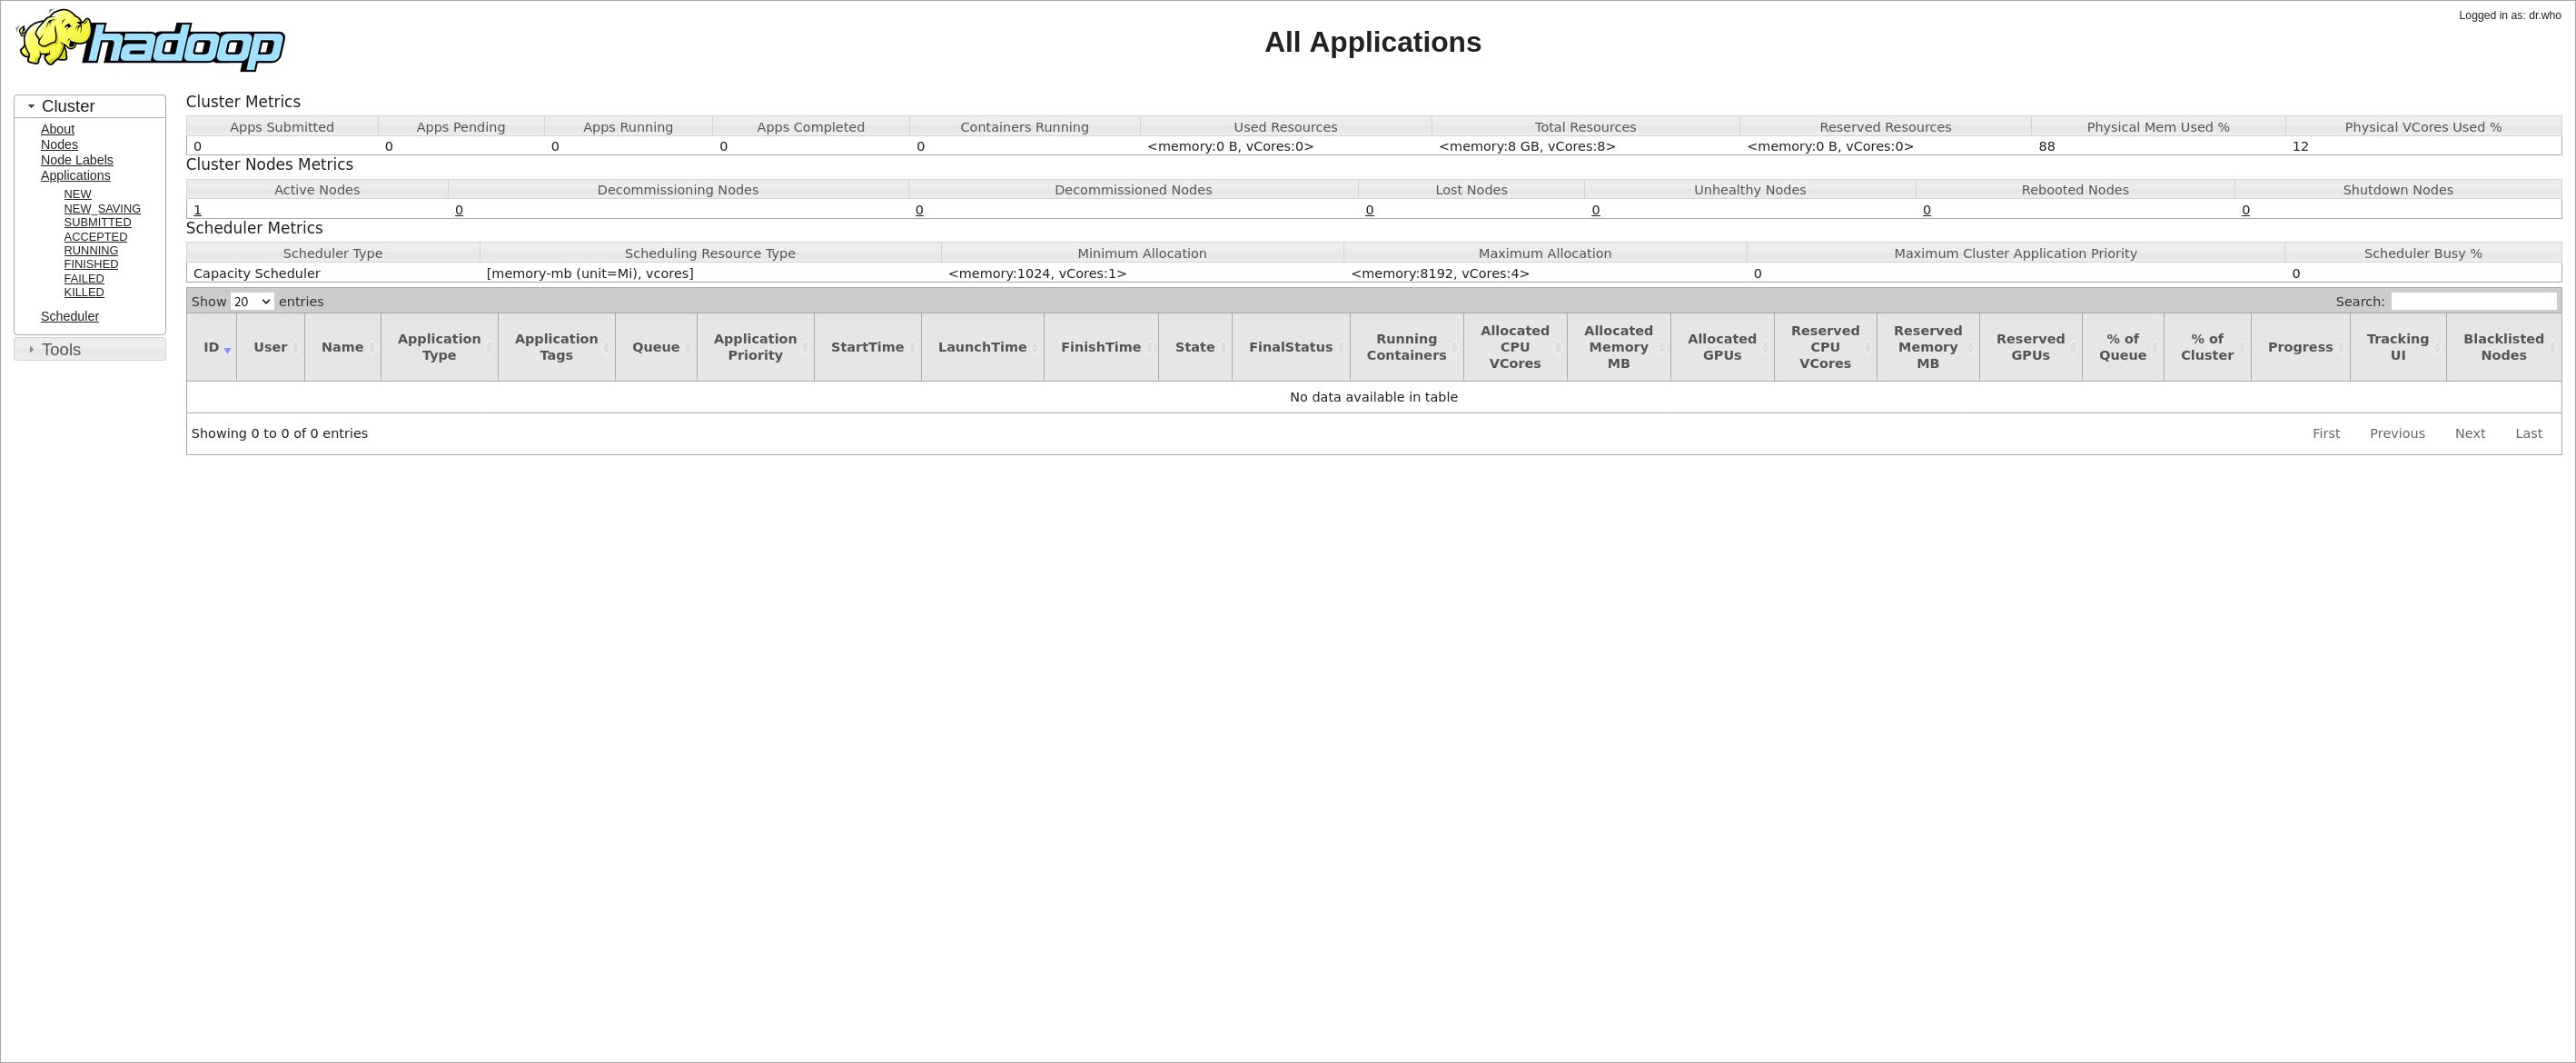 hadoop
All Applications
Logged in as: dr.who
Cluster
About
Nodes
Node Labels
Applications
NEW
NEW_SAVING
SUBMITTED
ACCEPTED
RUNNING
FINISHED
FAILED
KILLED
Scheduler
Tools
Cluster Metrics
Apps Submitted Apps Pending Apps Running Apps Completed Containers Running Used Resources Total Resources Reserved Resources Physical Mem Used % Physical VCores Used %
0 0 0 0 0 <memory:0 B, vCores:0> <memory:8 GB, vCores:8> <memory:0 B, vCores:0> 88 12
Cluster Nodes Metrics
Active Nodes Decommissioning Nodes Decommissioned Nodes Lost Nodes Unhealthy Nodes Rebooted Nodes Shutdown Nodes
1 0 0 0 0 0 0
Scheduler Metrics
Scheduler Type Scheduling Resource Type Minimum Allocation Maximum Allocation Maximum Cluster Application Priority Scheduler Busy %
Capacity Scheduler [memory-mb (unit=Mi), vcores] <memory:1024, vCores:1> <memory:8192, vCores:4> 0 0
Show 20 entries Search:
ID User Name Application Type Application Tags Queue Application Priority StartTime LaunchTime FinishTime State FinalStatus Running Containers Allocated CPU VCores Allocated Memory MB Allocated GPUs Reserved CPU VCores Reserved Memory MB Reserved GPUs % of Queue % of Cluster Progress Tracking UI Blacklisted Nodes
No data available in table
Showing 0 to 0 of 0 entries First Previous Next Last